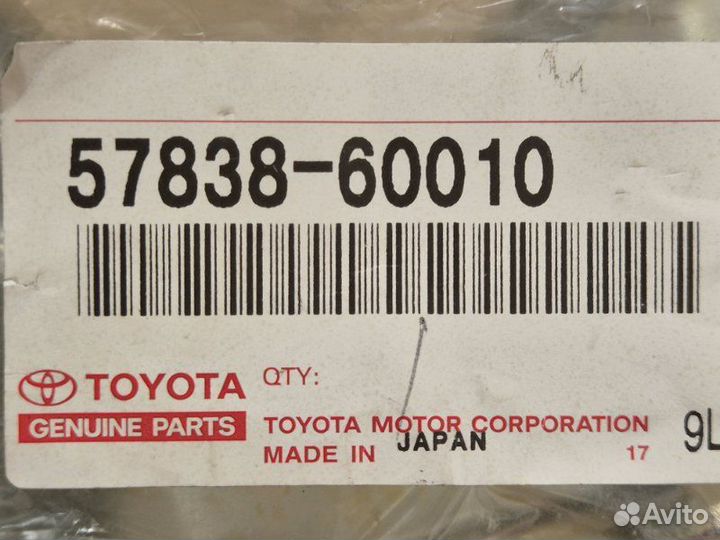 57838-60010
TOYOTA
GENUINE PARTS
QTY:
TOYOTA MOTOR CORPORATION
MADE IN JAPAN
17
9L
Avito